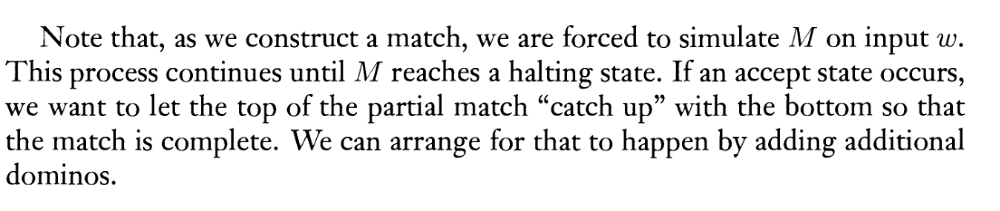 Note that, as we construct a match, we are forced to simulate M on input w.
This process continues until M reaches a halting state. If an accept state occurs,
we want to let the top of the partial match “catch up” with the bottom so that
the match is complete. We can arrange for that to happen by adding additional
dominos.